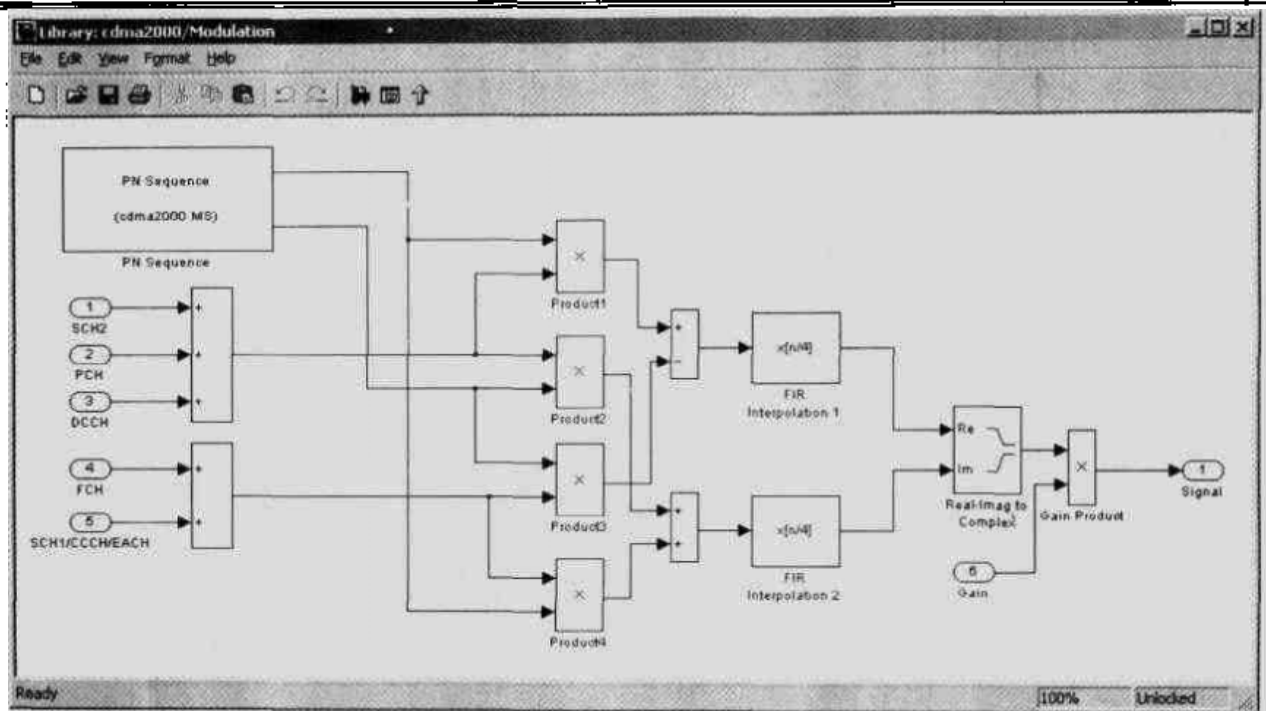 Library: cdma2000/Modulation
File Edit View Format Help
PN Sequence
(cdma2000 MS)
PN Sequence
1
SCH2
2
PCH
3
DCCH
4
FCH
5
SCH1/CCCH/EACH
+
+
+
+
+
×
Product1
×
Product2
×
Product3
×
Product4
+
−
+
+
x[n/4]
FIR
Interpolation 1
x[n/4]
FIR
Interpolation 2
Re
Im
Real-Imag to
Complex
×
Gain Product
6
Gain
1
Signal
Ready
100%
Unlocked